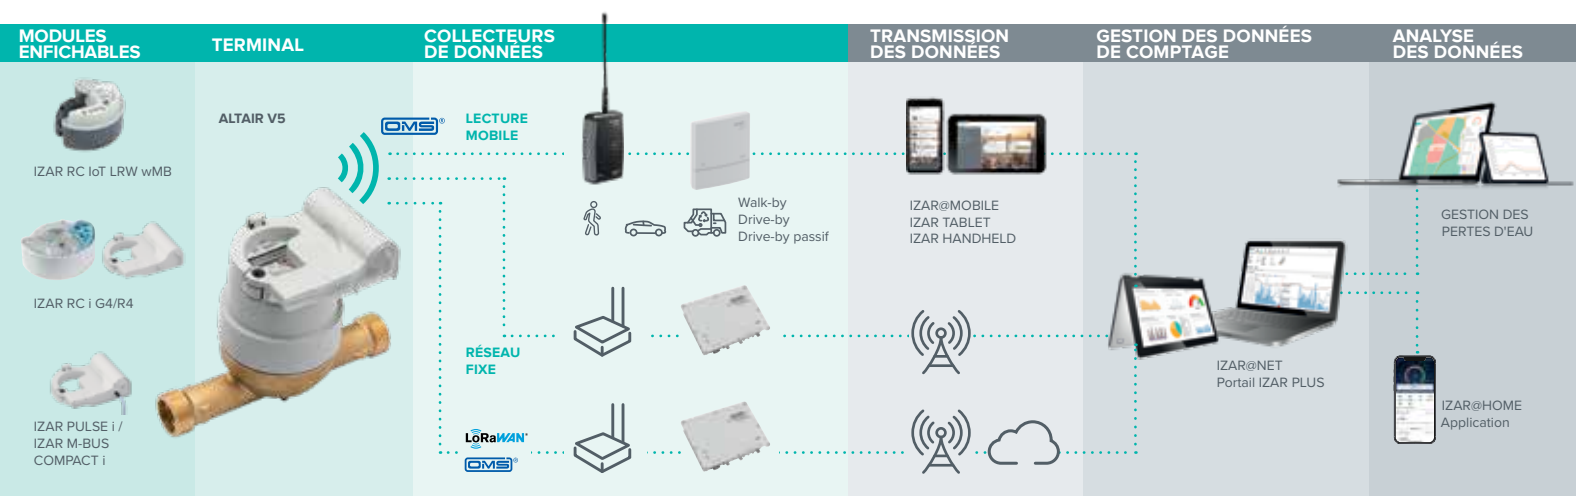 MODULES
ENFICHABLES
TERMINAL
COLLECTEURS
DE DONNÉES
TRANSMISSION
DES DONNÉES
GESTION DES DONNÉES
DE COMPTAGE
ANALYSE
DES DONNÉES
IZAR RC IoT LRW wMB
IZAR RC i G4/R4
IZAR PULSE i /
IZAR M-BUS
COMPACT i
ALTAIR V5
OMS®
LECTURE
MOBILE
Walk-by
Drive-by
Drive-by passif
RÉSEAU
FIXE
LoRaWAN®
OMS®
IZAR@MOBILE
IZAR TABLET
IZAR HANDHELD
IZAR@NET
Portail IZAR PLUS
GESTION DES
PERTES D'EAU
IZAR@HOME
Application